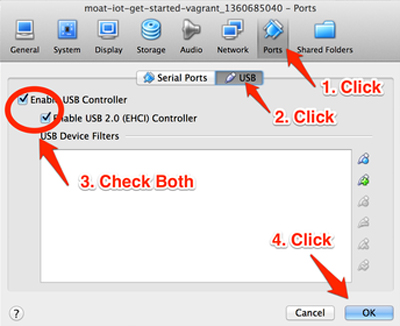 moat-iot-get-started-vagrant_1360685040 – Ports
General System Display Storage Audio Network Ports Shared Folders
1. Click
Serial Ports USB
Enable USB Controller
2. Click
Enable USB 2.0 (EHCI) Controller
USB Device Filters
3. Check Both
4. Click
? Cancel OK